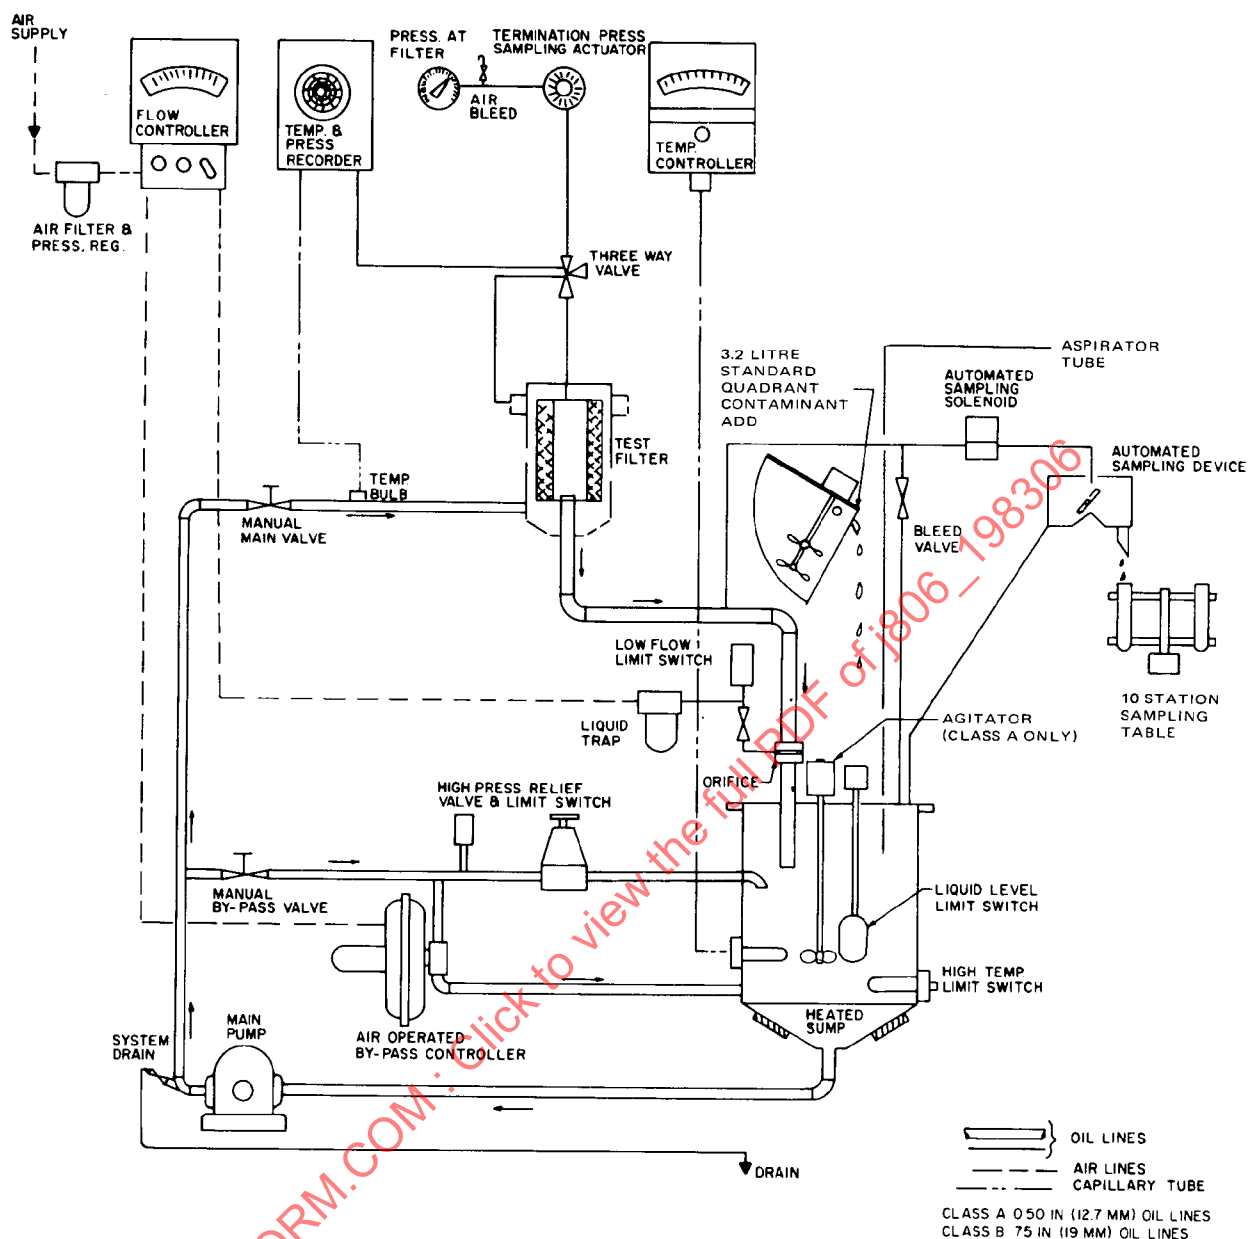 AIR
SUPPLY
FLOW
CONTROLLER
TEMP. &
PRESS
RECORDER
PRESS. AT
FILTER
AIR
BLEED
TERMINATION PRESS
SAMPLING ACTUATOR
TEMP.
CONTROLLER
AIR FILTER &
PRESS. REG.
THREE WAY
VALVE
3.2 LITRE
STANDARD
QUADRANT
CONTAMINANT
ADD
ASPIRATOR
TUBE
AUTOMATED
SAMPLING
SOLENOID
AUTOMATED
SAMPLING DEVICE
TEST
FILTER
TEMP.
BULB
MANUAL
MAIN VALVE
BLEED
VALVE
LOW FLOW
LIMIT SWITCH
10 STATION
SAMPLING
TABLE
LIQUID
TRAP
AGITATOR
(CLASS A ONLY)
ORIFICE
HIGH PRESS RELIEF
VALVE & LIMIT SWITCH
MANUAL
BY-PASS VALVE
LIQUID LEVEL
LIMIT SWITCH
HIGH TEMP.
LIMIT SWITCH
HEATED
SUMP
MAIN
PUMP
SYSTEM
DRAIN
AIR OPERATED
BY-PASS CONTROLLER
DRAIN
OIL LINES
AIR LINES
CAPILLARY TUBE
CLASS A 0.50 IN (12.7 MM) OIL LINES
CLASS B .75 IN (19 MM) OIL LINES
DRM.COM : Click to view the full PDF of j806_198306